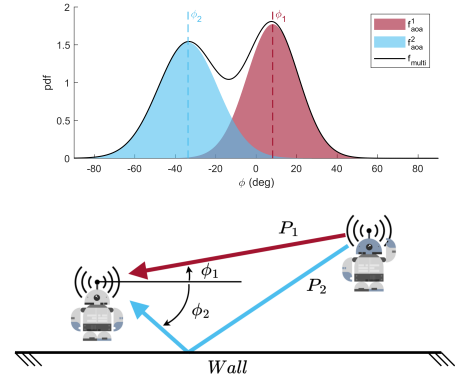 2
1.5
1
0.5
0
pdf
-80 -60 -40 -20 0 20 40 60 80
ϕ (deg)
ϕ₂
ϕ₁
f¹aoa
f²aoa
fmulti
P₁
P₂
ϕ₁
ϕ₂
Wall